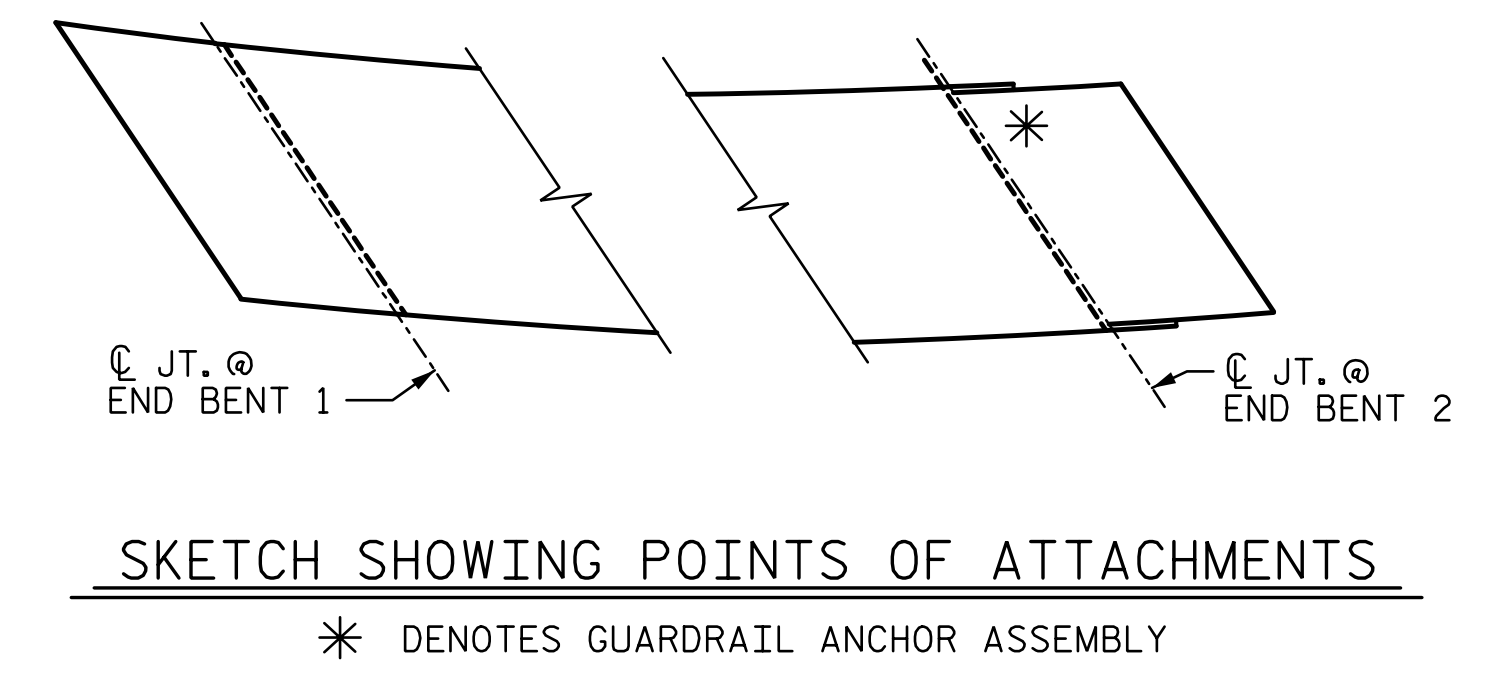 ℄ JT. @
END BENT 1
℄ JT. @
END BENT 2
SKETCH SHOWING POINTS OF ATTACHMENTS
✳ DENOTES GUARDRAIL ANCHOR ASSEMBLY